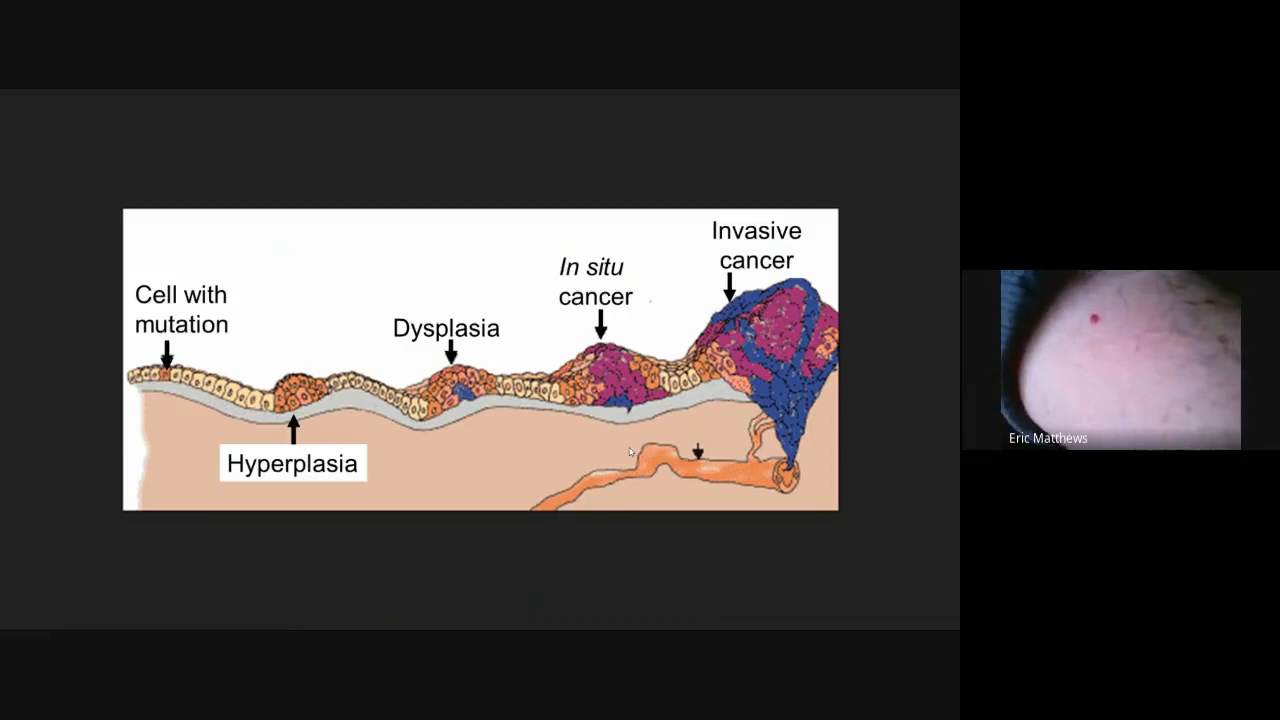 Cell with
mutation
Hyperplasia
Dysplasia
In situ
cancer
Invasive
cancer
Eric Matthews